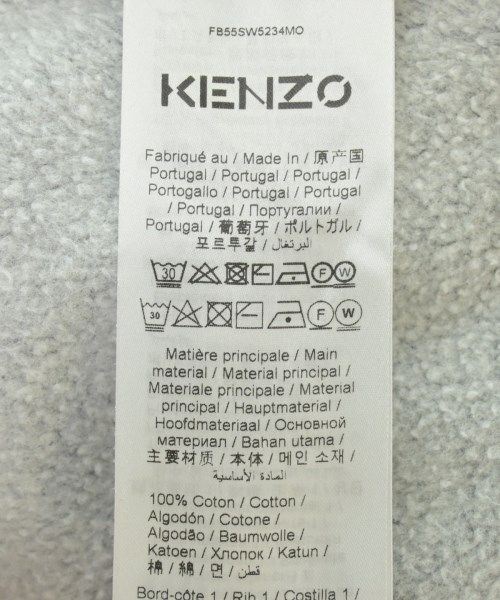 FB55SW5234MO
KENZO
Fabriqué au / Made In / 原产国
Portugal / Portugal / Portugal /
Portogallo / Portugal / Portugal
/ Portugal / Португалии /
Portugal / 葡萄牙 / ポルトガル /
포르투갈 / البرتغال
30 F W
30 F W
Matière principale / Main
material / Material principal /
Materiale principale / Material
principal / Hauptmaterial /
Hoofdmateriaal / Основной
материал / Bahan utama /
主要材质 / 本体 / 메인 소재 /
المادة الأساسية
100% Coton / Cotton /
Algodón / Cotone /
Algodão / Baumwolle /
Katoen / Хлопок / Katun /
棉 / 綿 / 면 / قطن
Bord-côte 1 / Rib 1 / Costilla 1 /